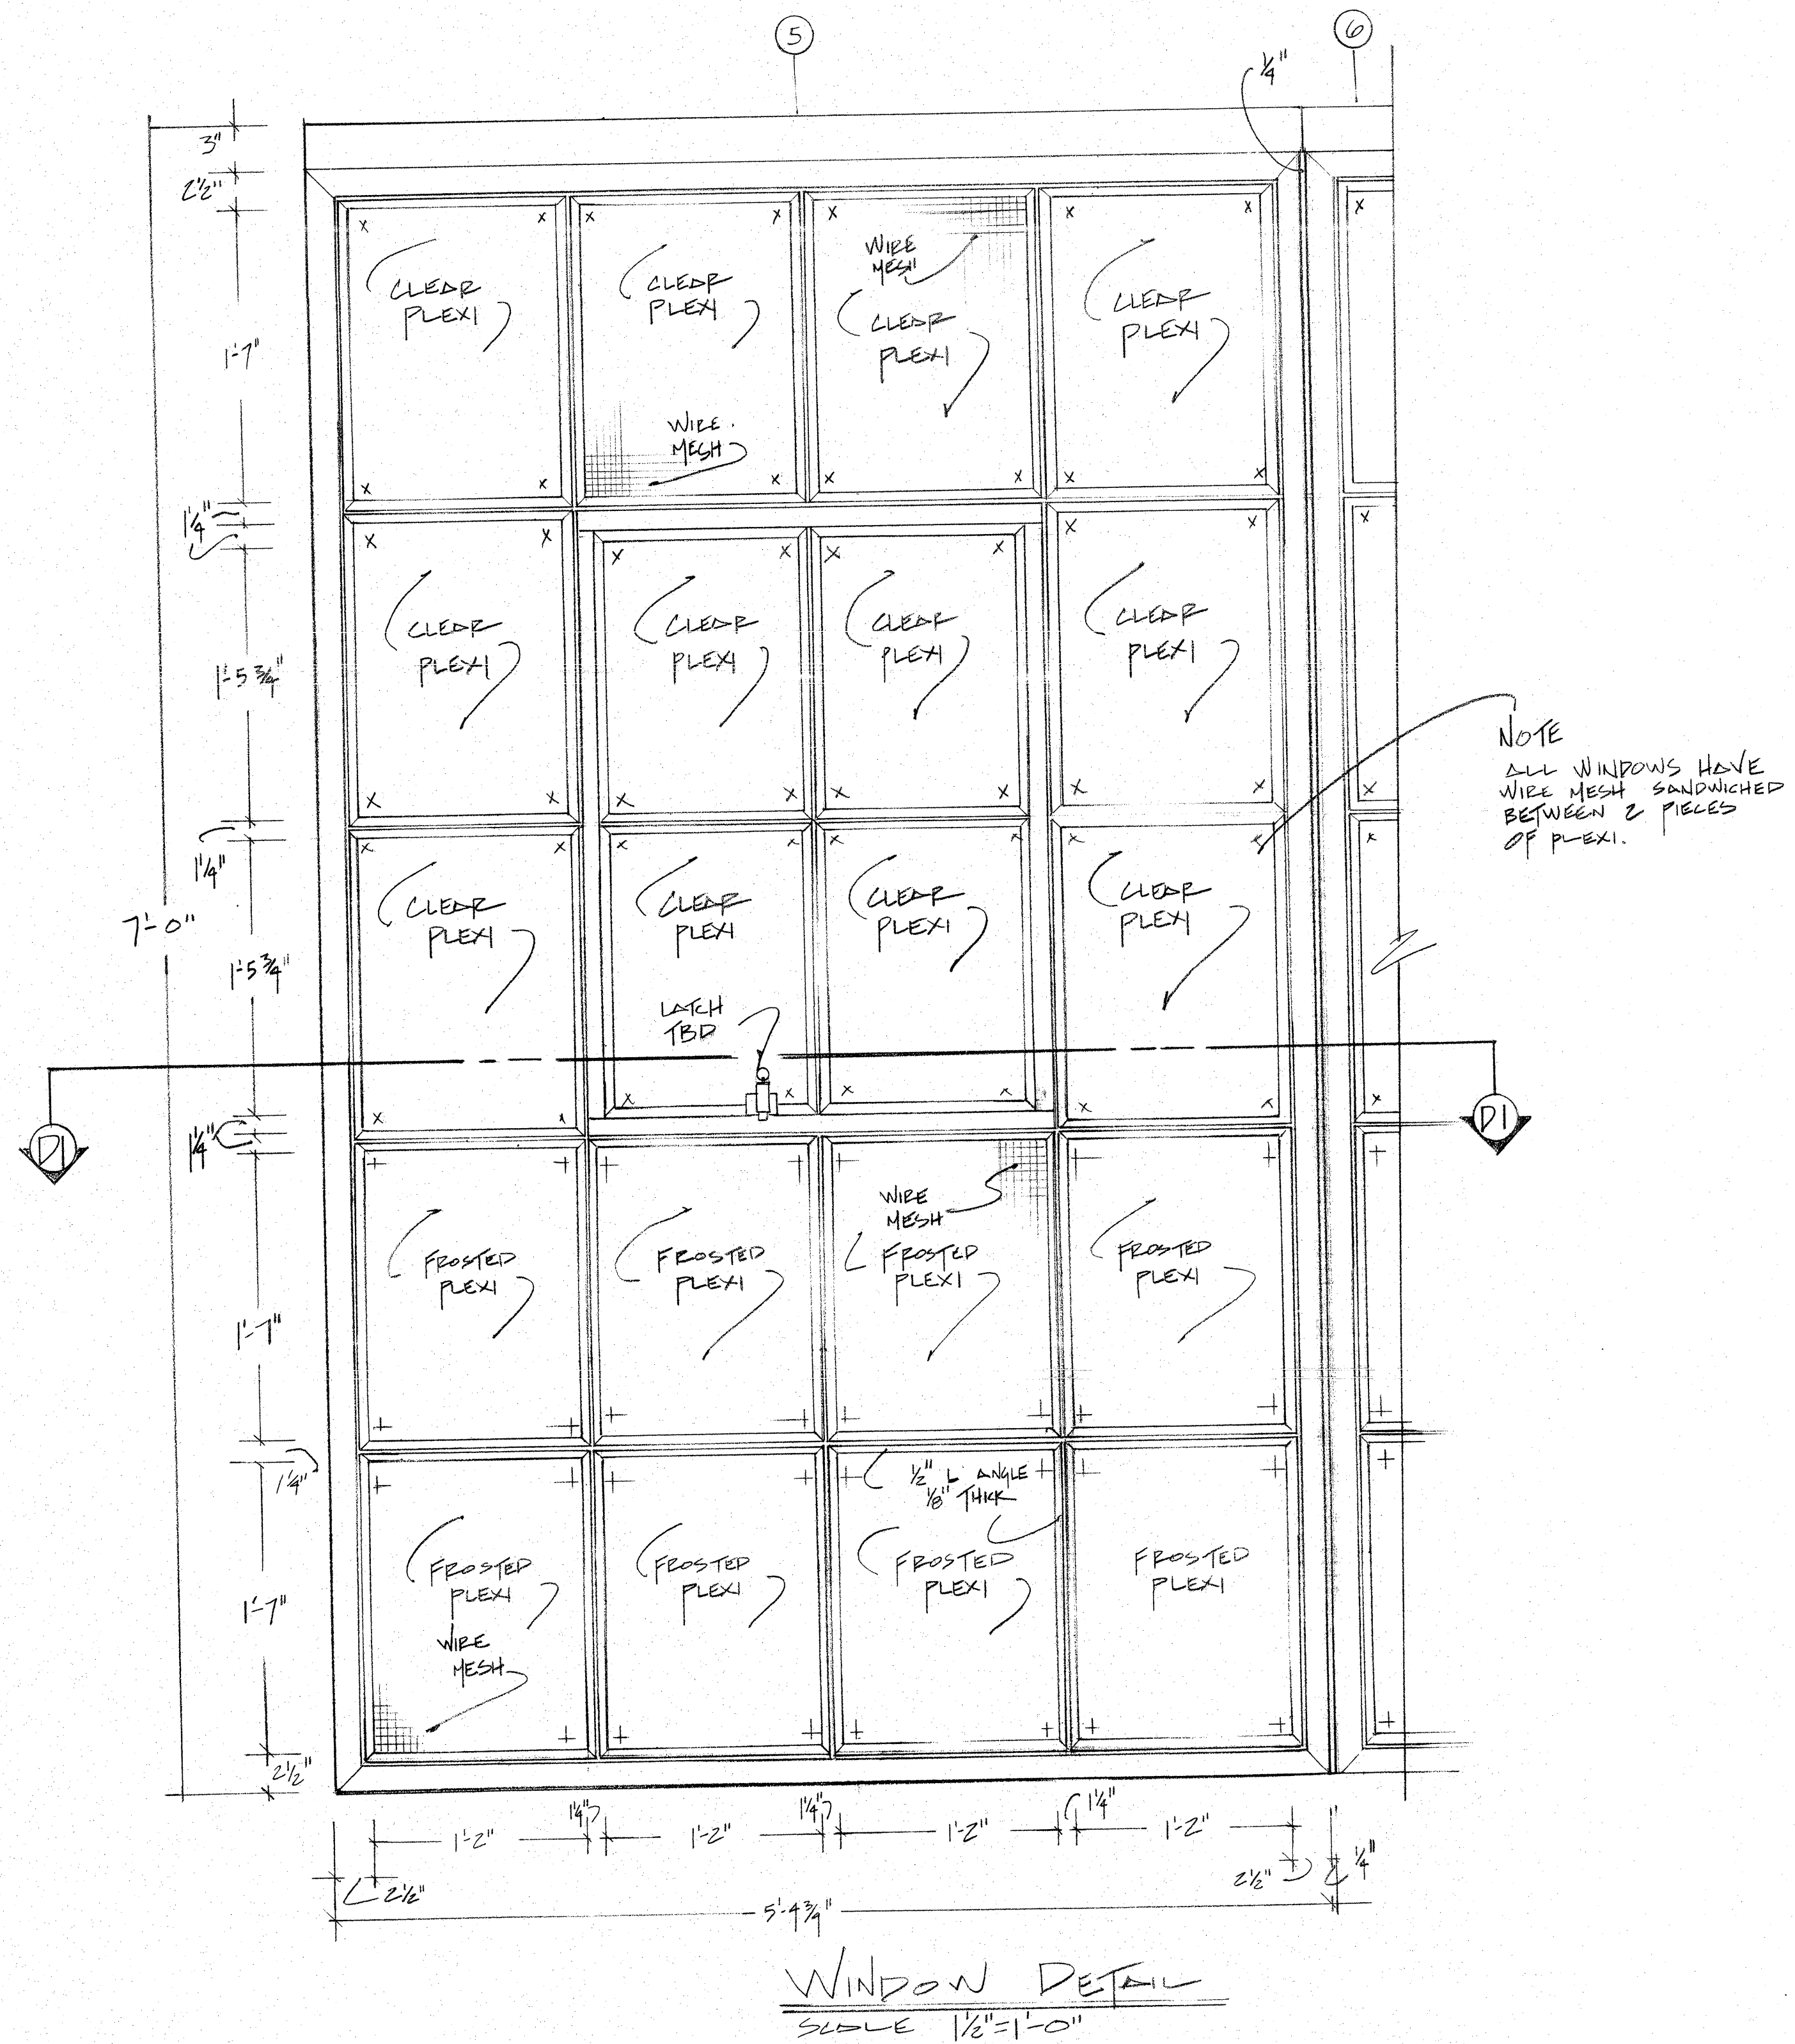 5
6
1/4"
3"
2 1/2"
WIRE
MESH
CLEAR
PLEXI
CLEAR
PLEXI
CLEAR
PLEXI
CLEAR
PLEXI
1'-7"
WIRE
MESH
1 1/4"
CLEAR
PLEXI
CLEAR
PLEXI
CLEAR
PLEXI
CLEAR
PLEXI
1'-5 3/4"
NOTE
ALL WINDOWS HAVE
WIRE MESH SANDWICHED
BETWEEN 2 PIECES
OF PLEXI.
1 1/4"
7'-0"
CLEAR
PLEXI
CLEAR
PLEXI
CLEAR
PLEXI
CLEAR
PLEXI
1'-5 3/4"
LATCH
TBD
D1
D1
1 1/4"
WIRE
MESH
FROSTED
PLEXI
FROSTED
PLEXI
FROSTED
PLEXI
FROSTED
PLEXI
1'-7"
1 1/4"
1/2" L ANGLE
1/8" THICK
FROSTED
PLEXI
FROSTED
PLEXI
FROSTED
PLEXI
FROSTED
PLEXI
1'-7"
WIRE
MESH
2 1/2"
1 1/4" 1 1/4" 1 1/4"
1'-2" 1'-2" 1'-2" 1'-2"
2 1/2" 2 1/2" 1/4"
5'-4 3/4"
WINDOW DETAIL
SCALE 1 1/2"=1'-0"